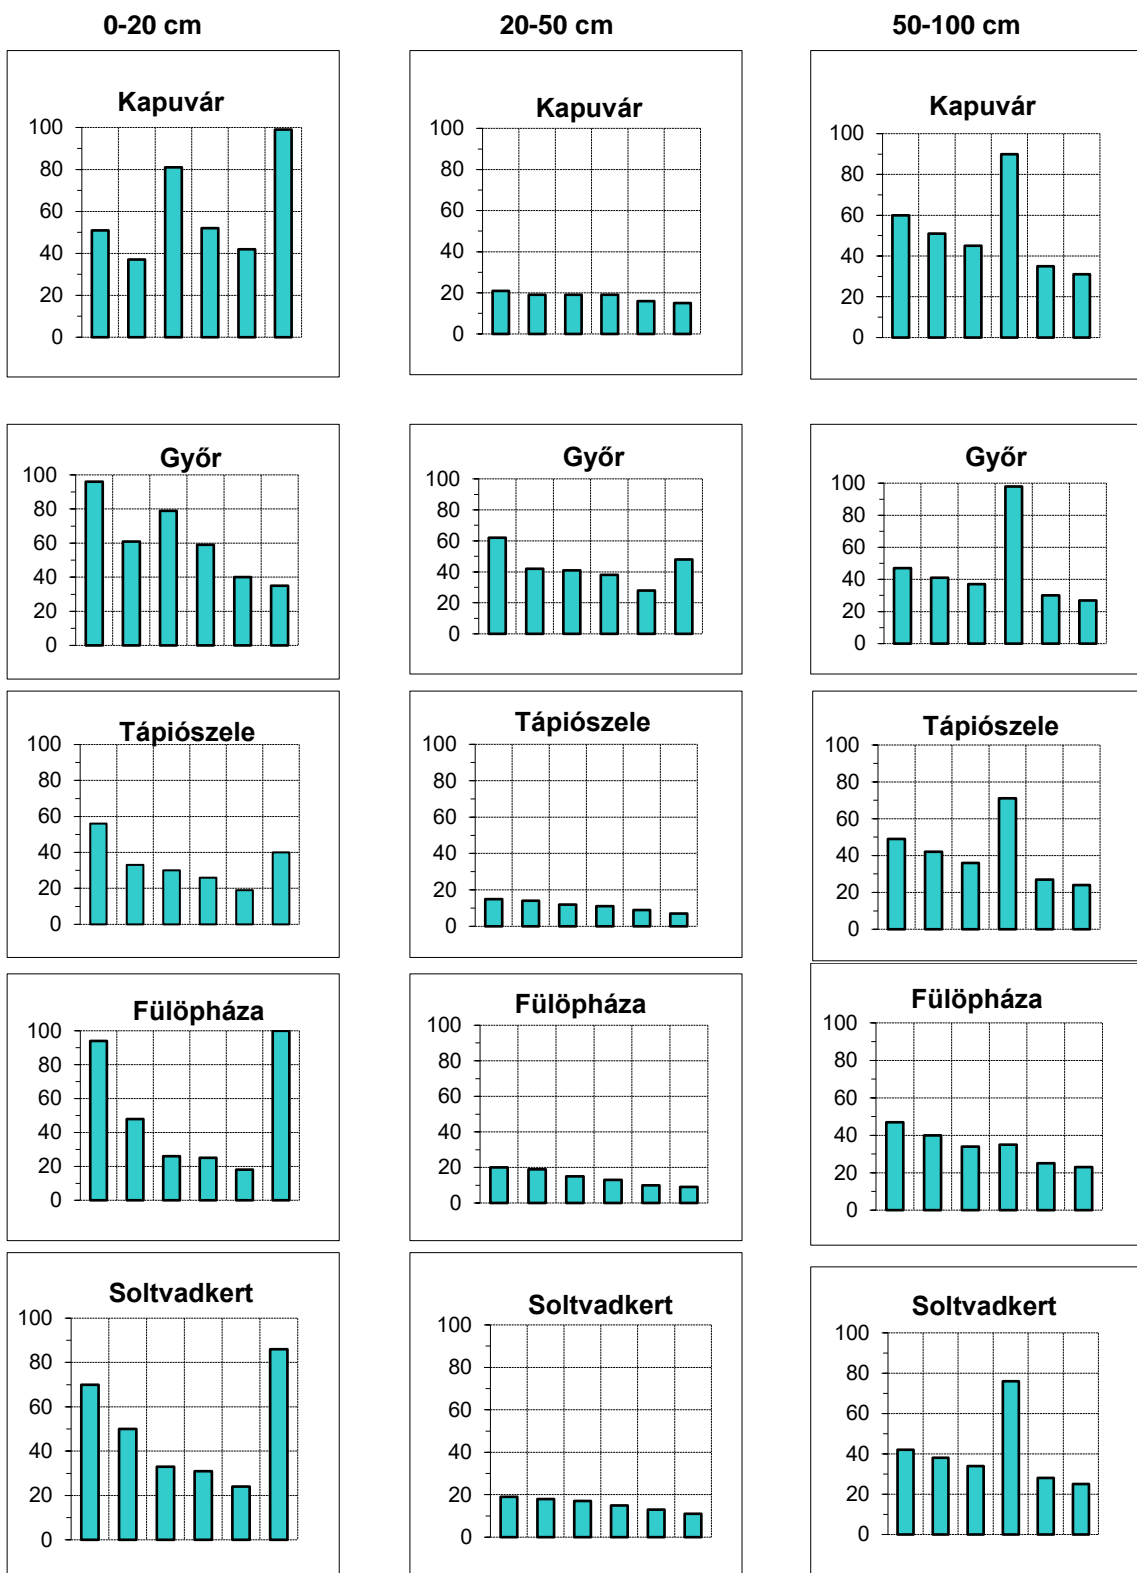 0-20 cm 20-50 cm 50-100 cm
Kapuvár Kapuvár Kapuvár
100 100 100
80 80 80
60 60 60
40 40 40
20 20 20
0 0 0
Győr Győr Győr
100 100 100
80 80 80
60 60 60
40 40 40
20 20 20
0 0 0
Tápiószele Tápiószele Tápiószele
100 100 100
80 80 80
60 60 60
40 40 40
20 20 20
0 0 0
Fülöpháza Fülöpháza Fülöpháza
100 100 100
80 80 80
60 60 60
40 40 40
20 20 20
0 0 0
Soltvadkert Soltvadkert Soltvadkert
100 100 100
80 80 80
60 60 60
40 40 40
20 20 20
0 0 0